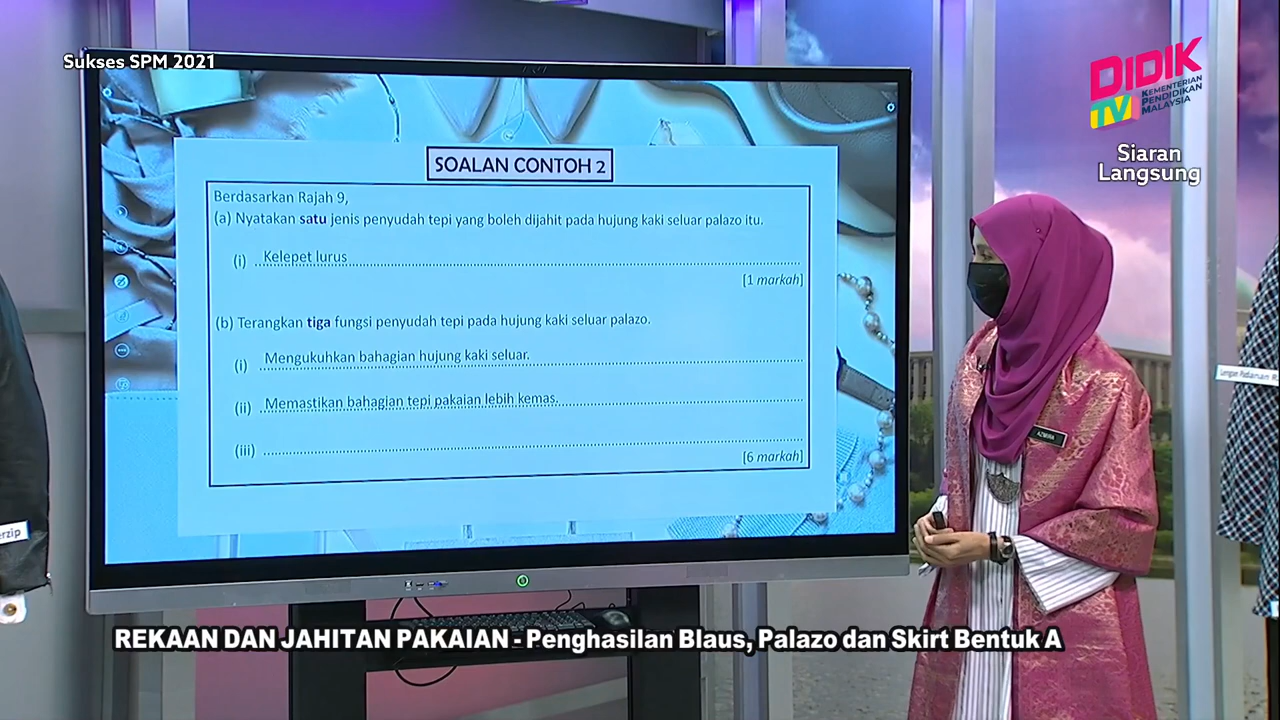 Sukses SPM 2021
DIDIK
TV
KEMENTERIAN
PENDIDIKAN
MALAYSIA
Siaran
Langsung
SOALAN CONTOH 2
Berdasarkan Rajah 9,
(a) Nyatakan satu jenis penyudah tepi yang boleh dijahit pada hujung kaki seluar palazo itu.
(i) Kelepet lurus
[1 markah]
(b) Terangkan tiga fungsi penyudah tepi pada hujung kaki seluar palazo.
(i) Mengukuhkan bahagian hujung kaki seluar.
(ii) Memastikan bahagian tepi pakaian lebih kemas.
(iii)
[6 markah]
AZMIRA
erzip
REKAAN DAN JAHITAN PAKAIAN - Penghasilan Blaus, Palazo dan Skirt Bentuk A